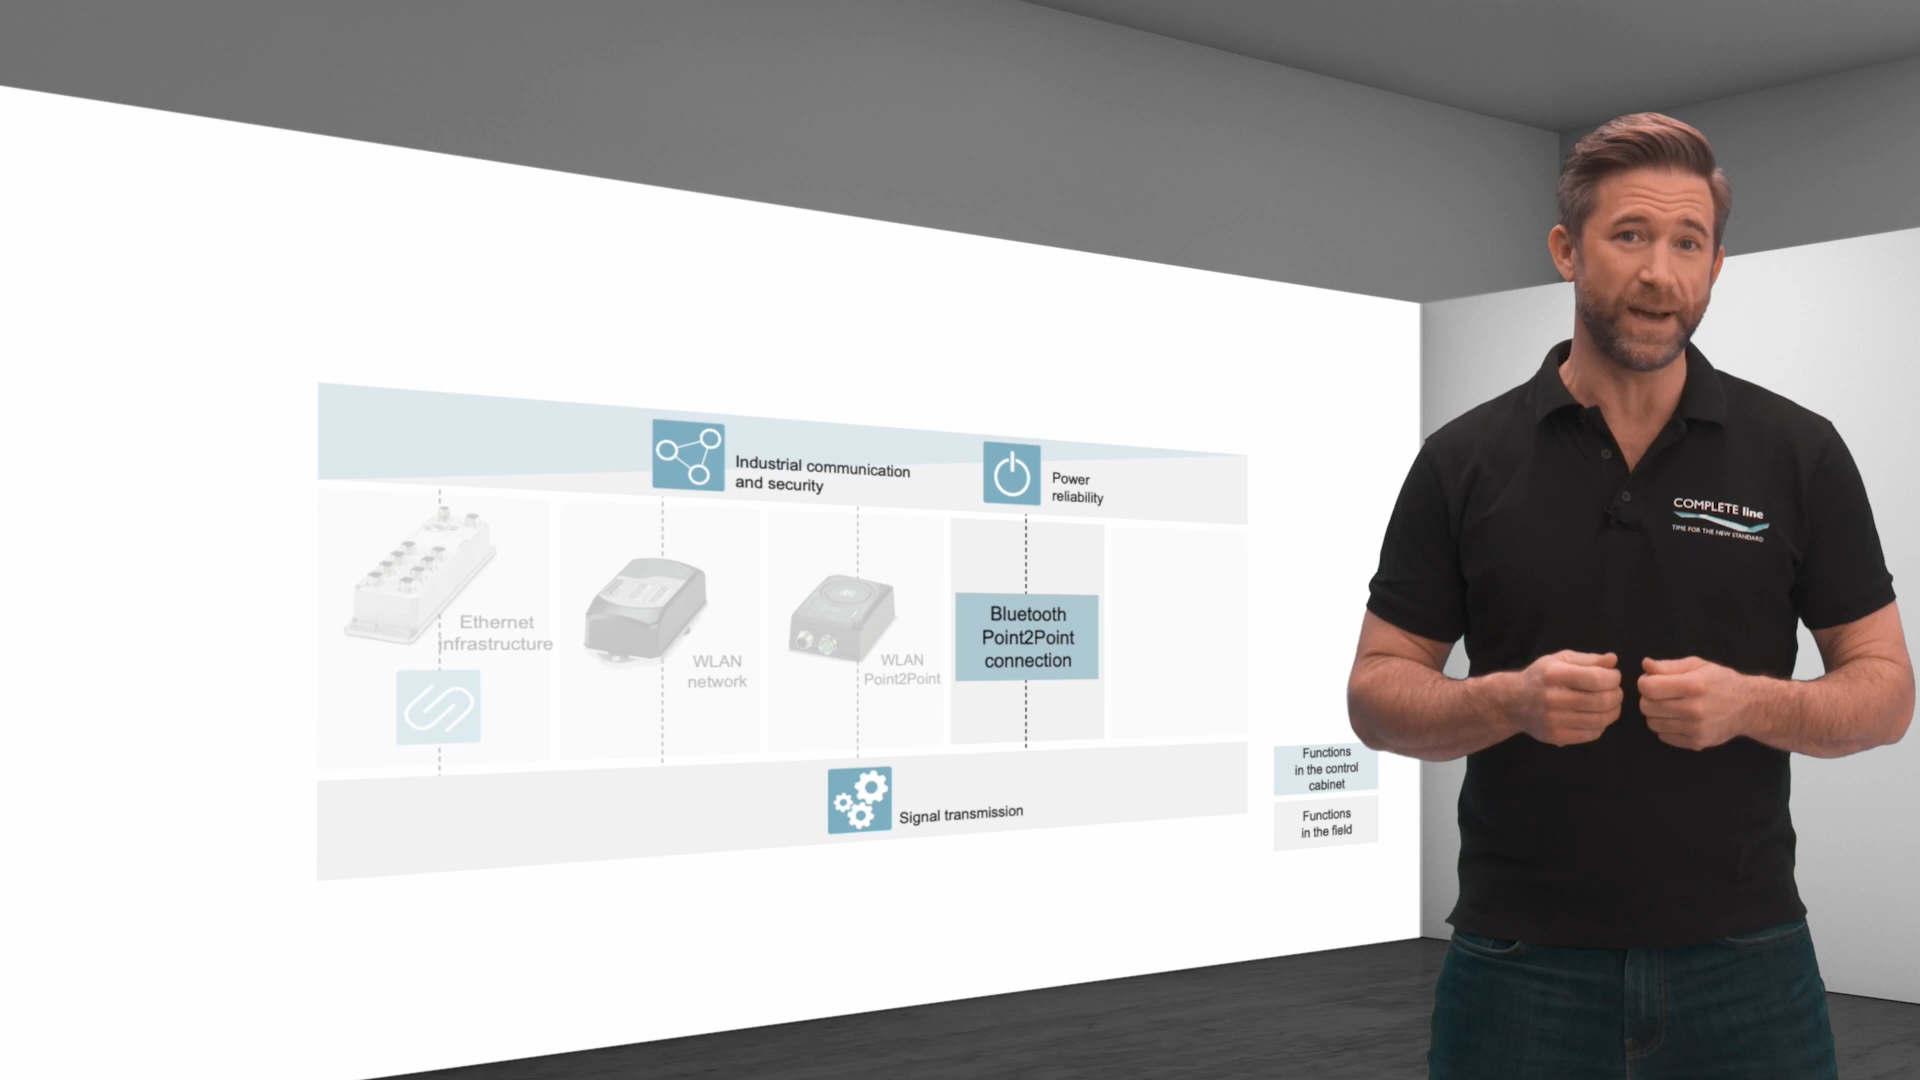 Industrial communication
and security
Power
reliability
Ethernet
infrastructure
WLAN
network
WLAN
Point2Point
Bluetooth
Point2Point
connection
Signal transmission
Functions
in the control
cabinet
Functions
in the field
COMPLETE line
TIME FOR THE NEW STANDARD